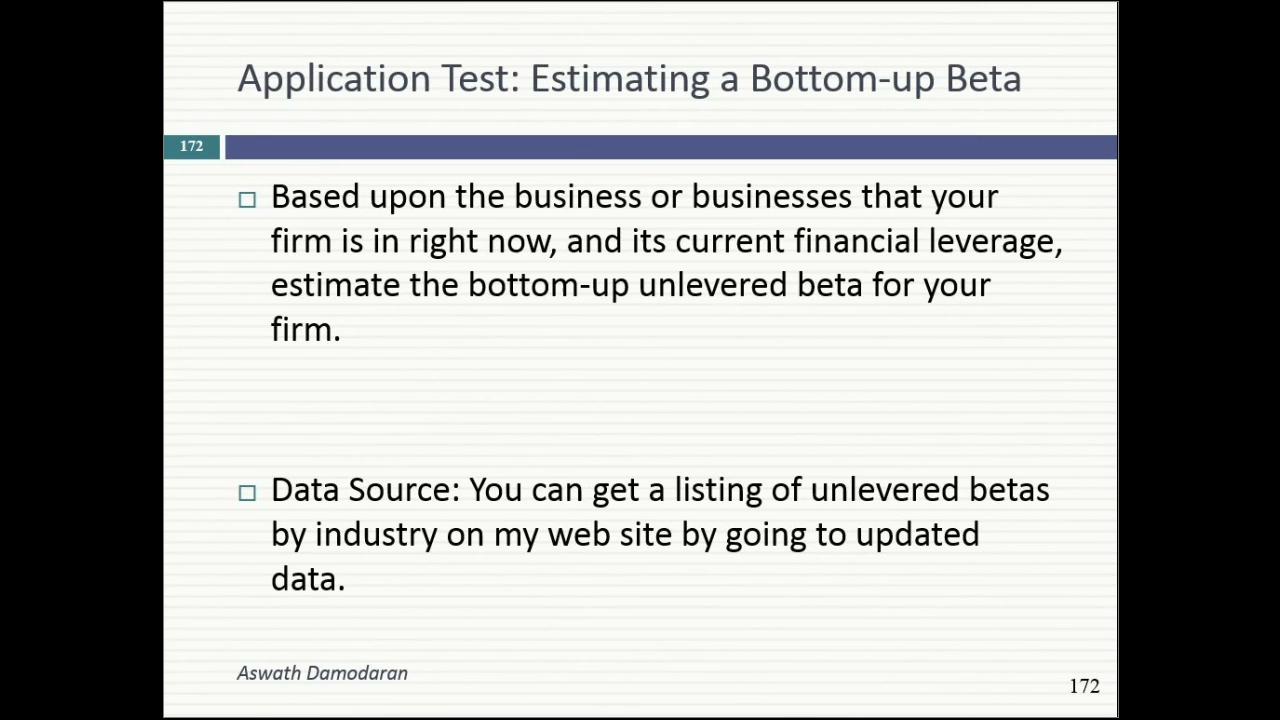 Application Test: Estimating a Bottom-up Beta
172
Based upon the business or businesses that your
firm is in right now, and its current financial leverage,
estimate the bottom-up unlevered beta for your
firm.
Data Source: You can get a listing of unlevered betas
by industry on my web site by going to updated
data.
Aswath Damodaran
172